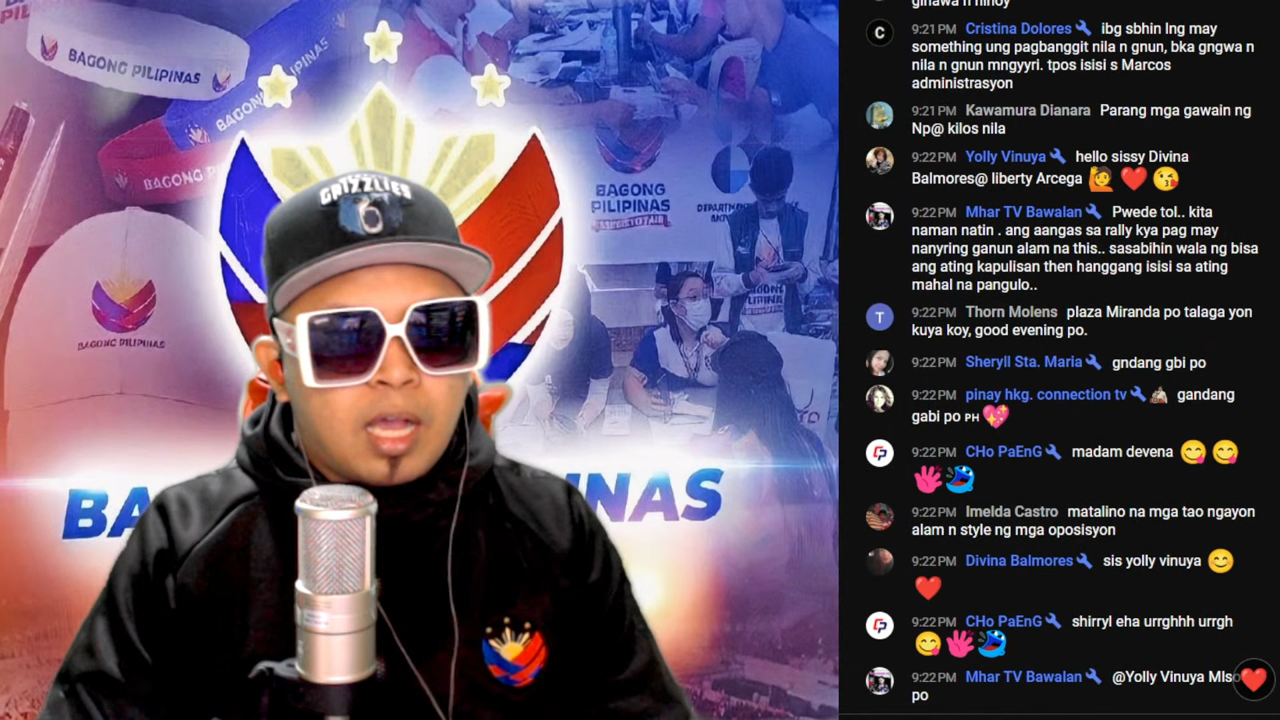 BAGONG PILIPINAS
BAGONG PILIPINAS
GRIZZLIES
BAGONG
PILIPINAS
BAGONG PILIPINAS
BA
INAS
ginawa n ninoy
C
9:21 PM Cristina Dolores ibg sbhin lng may
something ung pagbanggit nila n gnun, bka gngwa n
nila n gnun mngyyri. tpos isisi s Marcos
administrasyon
9:21 PM Kawamura Dianara Parang mga gawain ng
Np@ kilos nila
9:22 PM Yolly Vinuya hello sissy Divina
Balmores@ liberty Arcega 🙋 ❤️ 😘
9:22 PM Mhar TV Bawalan Pwede tol.. kita
naman natin . ang aangas sa rally kya pag may
nanyring ganun alam na this.. sasabihin wala ng bisa
ang ating kapulisan then hanggang isisi sa ating
mahal na pangulo..
T
9:22 PM Thorn Molens plaza Miranda po talaga yon
kuya koy, good evening po.
9:22 PM Sheryll Sta. Maria gndang gbi po
9:22 PM pinay hkg. connection tv gandang
gabi po PH 💖
9:22 PM CHo PaEnG madam devena 😋 😋
9:22 PM Imelda Castro matalino na mga tao ngayon
alam n style ng mga oposisyon
9:22 PM Divina Balmores sis yolly vinuya 😊
❤️
9:22 PM CHo PaEnG shirryl eha urrghhh urrgh
😋
9:22 PM Mhar TV Bawalan @Yolly Vinuya
po